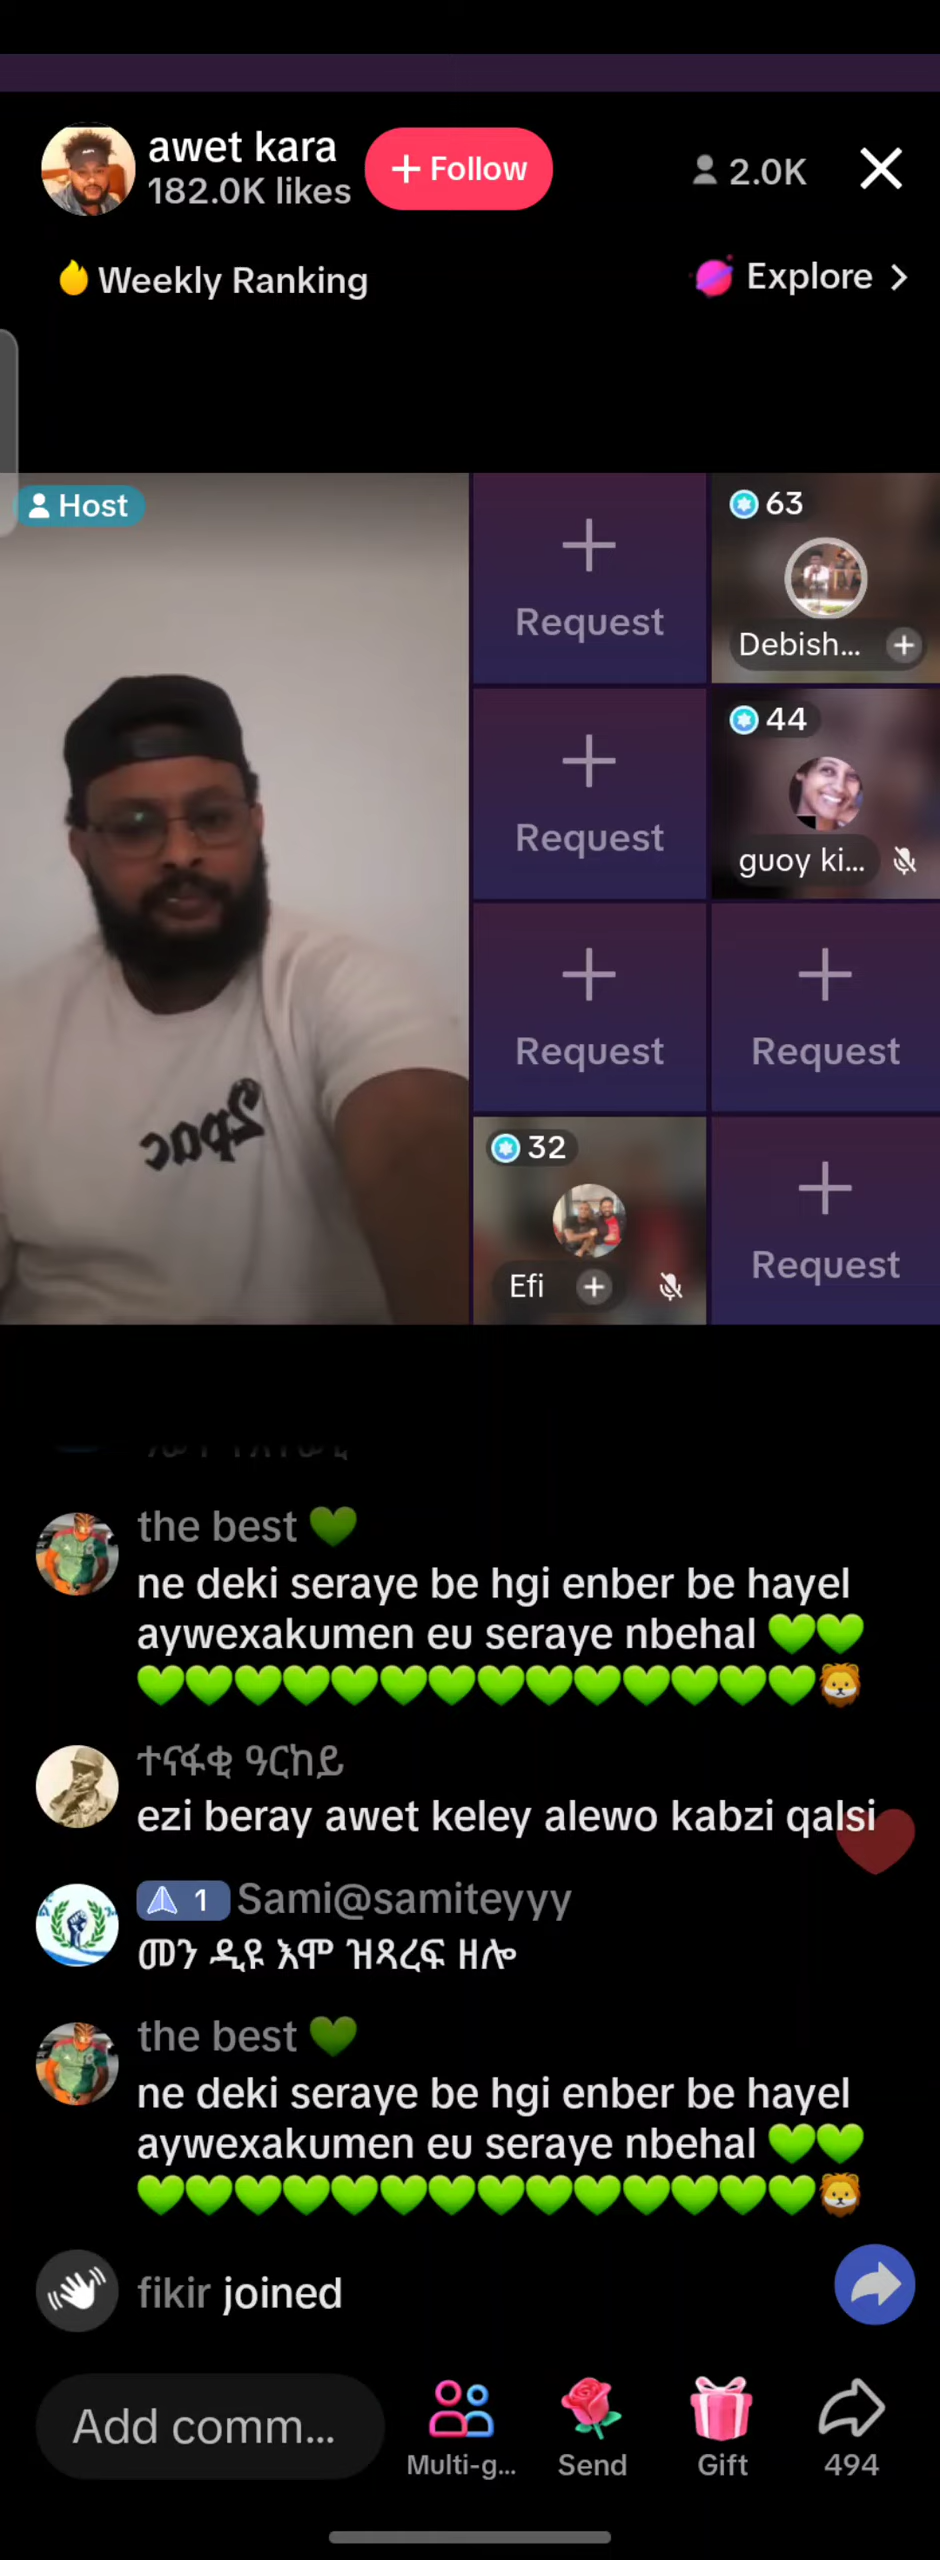 awet kara
182.0K likes
+ Follow
2.0K
Weekly Ranking
Explore >
Host
Request
63
Debish...
Request
44
guoy ki...
Request
Request
32
Efi
Request
2pac
the best 💚
ne deki seraye be hgi enber be hayel
aywexakumen eu seraye nbehal 💚💚
💚💚💚💚💚💚💚💚💚💚💚💚💚💚🦁
ተናፋቂ ዓርከይ
ezi beray awet keley alewo kabzi qalsi
1 Sami@samiteyyy
መን ዲዩ እሞ ዝጻረፍ ዘሎ
the best 💚
ne deki seraye be hgi enber be hayel
aywexakumen eu seraye nbehal 💚💚
💚💚💚💚💚💚💚💚💚💚💚💚💚💚🦁
fikir joined
Add comm...
Multi-g...
Send
Gift
494